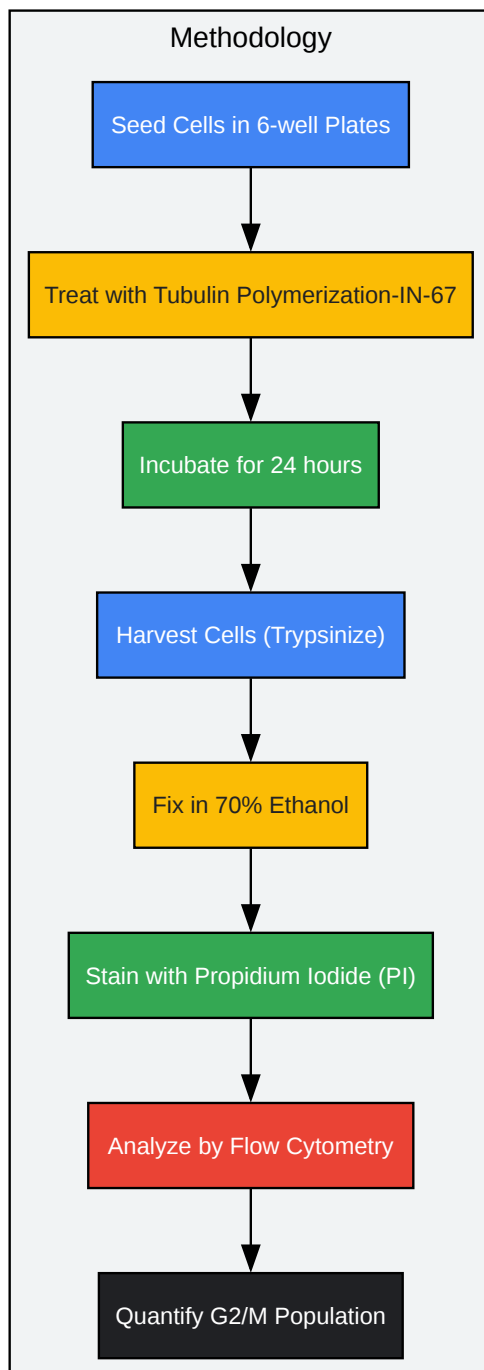 Methodology
Seed Cells in 6-well Plates
Treat with Tubulin Polymerization-IN-67
Incubate for 24 hours
Harvest Cells (Trypsinize)
Fix in 70% Ethanol
Stain with Propidium Iodide (PI)
Analyze by Flow Cytometry
Quantify G2/M Population